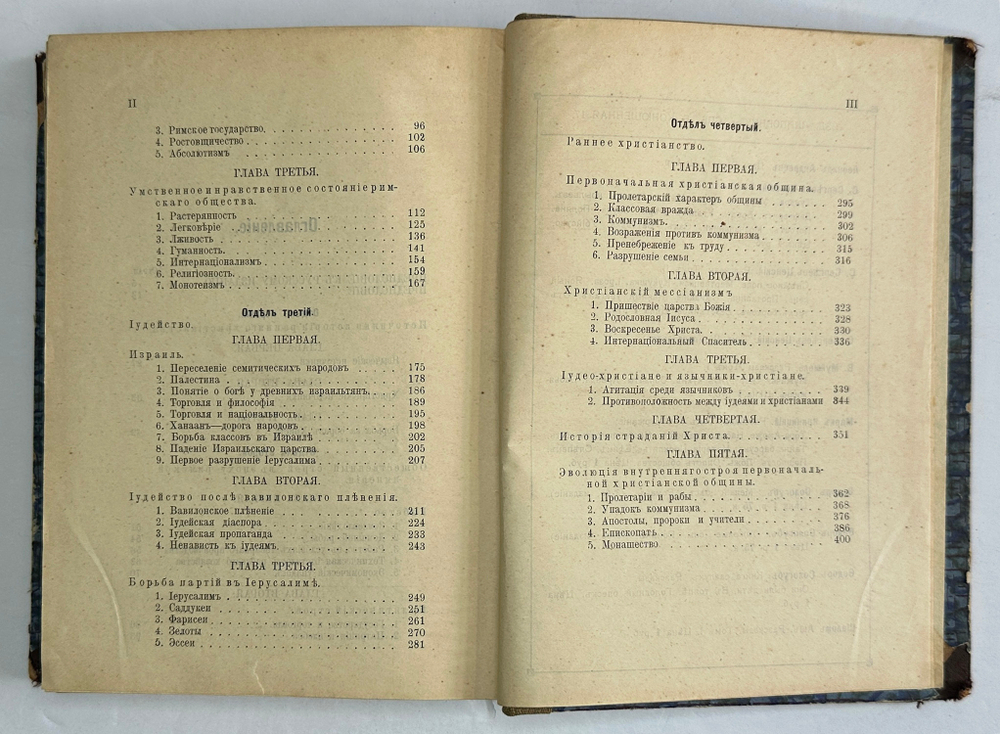 II
3. Римское государство. 96
4. Ростовщичество 102
5. Абсолютизмъ 106
ГЛАВА ТРЕТЬЯ.
Умственное и нравственное состояніе рим-
скаго общества.
1. Растерянность 112
2. Легковѣріе 125
3. Лживость 136
4. Гуманность. 141
5. Интернаціонализмъ 154
6. Религіозность. 159
7. Монотеизмъ 167
Отдѣлъ третій.
Іудейство.
ГЛАВА ПЕРВАЯ.
Израиль.
1. Переселеніе семитическихъ народовъ 175
2. Палестина 178
3. Понятіе о богѣ у древнихъ израильтянъ. 186
4. Торговля и философія 189
5. Торговля и національность. 195
6. Ханаанъ—дорога народовъ 198
7. Борьба классовъ въ Израилѣ 202
8. Паденіе Израильскаго царства. 205
9. Первое разрушеніе Іерусалима 207
ГЛАВА ВТОРАЯ.
Іудейство послѣ вавилонскаго плѣненія.
1. Вавилонское плѣненіе 211
2. Іудейская діаспора 224
3. Іудейская пропаганда 233
4. Ненависть къ іудеямъ 243
ГЛАВА ТРЕТЬЯ.
Борьба партій въ Іерусалимѣ.
1. Іерусалимъ 249
2. Саддукеи 251
3. Фарисеи 261
4. Зелоты 270
5. Эссеи 281
III
Отдѣлъ четвертый.
Раннее христіанство.
ГЛАВА ПЕРВАЯ.
Первоначальная христіанская община.
1. Пролетарскій характеръ общины 295
2. Классовая вражда 299
3. Коммунизмъ. 302
4. Возраженія противъ коммунизма 306
5. Пренебреженіе къ труду 315
6. Разрушеніе семьи 316
ГЛАВА ВТОРАЯ.
Христіанскій мессіанизмъ
1. Пришествіе царства Божія 323
2. Родословная Іисуса 328
3. Воскресенье Христа. 330
4. Интернаціональный Спаситель 336
ГЛАВА ТРЕТЬЯ.
Іудео-христіане и язычники-христіане.
1. Агитація среди язычниковъ 339
2. Противоположность между іудеями и христіанами 344
ГЛАВА ЧЕТВЕРТАЯ.
Исторія страданій Христа. 351
ГЛАВА ПЯТАЯ.
Эволюція внутренняго строя первоначаль-
ной христіанской общины.
1. Пролетаріи и рабы 362
2. Упадокъ коммунизма 368
3. Апостолы, пророки и учители 376
4. Епископатъ 386
5. Монашество 400